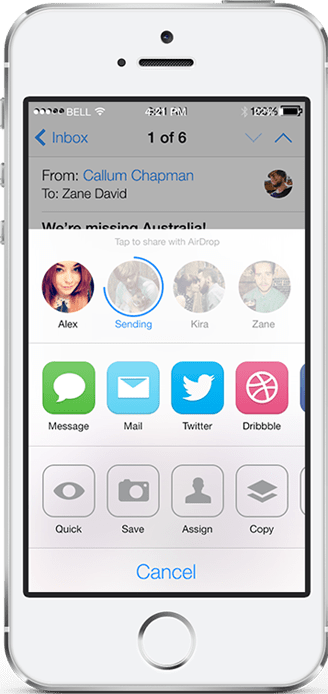 BELL 4:21 PM
Inbox 1 of 6
From: Callum Chapman
To: Zane David
We're missing Australia!
Tap to share with AirDrop
Alex Sending Kira Zane
Message Mail Twitter Dribbble
Quick Save Assign Copy
Cancel